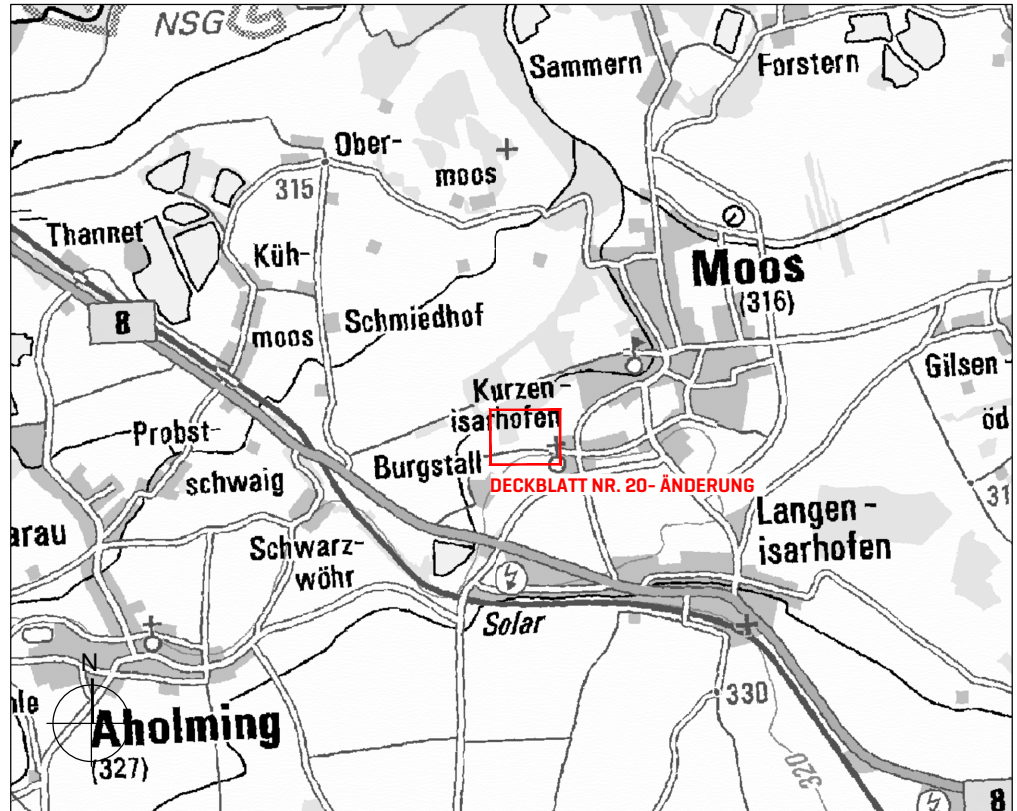 NSG
Sammern
Forstern
Ober-
moos
315
Thannet
Küh-
moos
Moos
(316)
8
Schmiedhof
Gilsen-
öd
Kurzen-
isarhofen
Probst-
schwaig
Burgstall
DECKBLATT NR. 20- ÄNDERUNG
31
Langen-
isarhofen
arau
Schwarz-
wöhr
Solar
N
330
Aholming
(327)
320
8